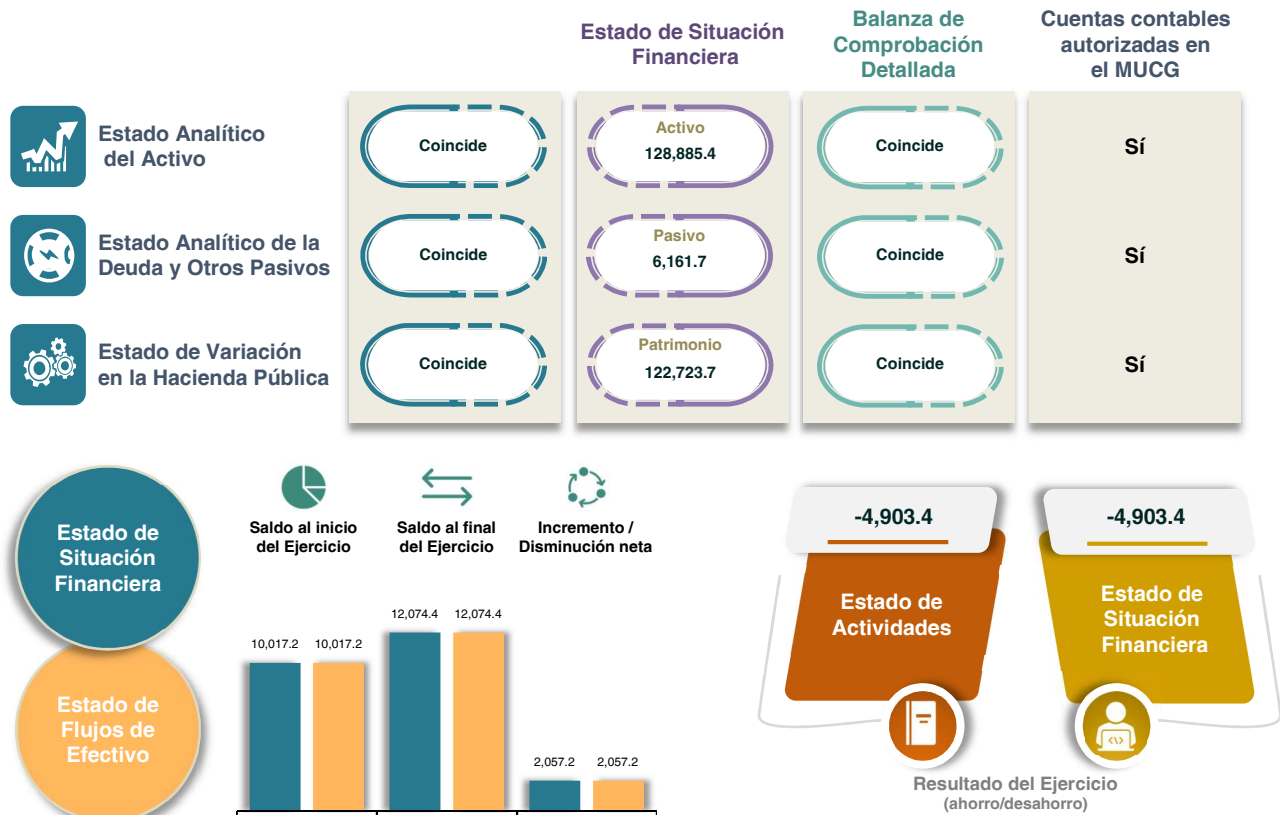 Estado de Situación
Financiera
Balanza de
Comprobación
Detallada
Cuentas contables
autorizadas en
el MUCG
Estado Analítico
del Activo
Coincide
Activo
128,885.4
Coincide
Sí
Estado Analítico de la
Deuda y Otros Pasivos
Coincide
Pasivo
6,161.7
Coincide
Sí
Estado de Variación
en la Hacienda Pública
Coincide
Patrimonio
122,723.7
Coincide
Sí
Estado de
Situación
Financiera
Estado de
Flujos de
Efectivo
Saldo al inicio
del Ejercicio
Saldo al final
del Ejercicio
Incremento /
Disminución neta
10,017.2 10,017.2
12,074.4 12,074.4
2,057.2 2,057.2
-4,903.4
Estado de
Actividades
-4,903.4
Estado de
Situación
Financiera
Resultado del Ejercicio
(ahorro/desahorro)